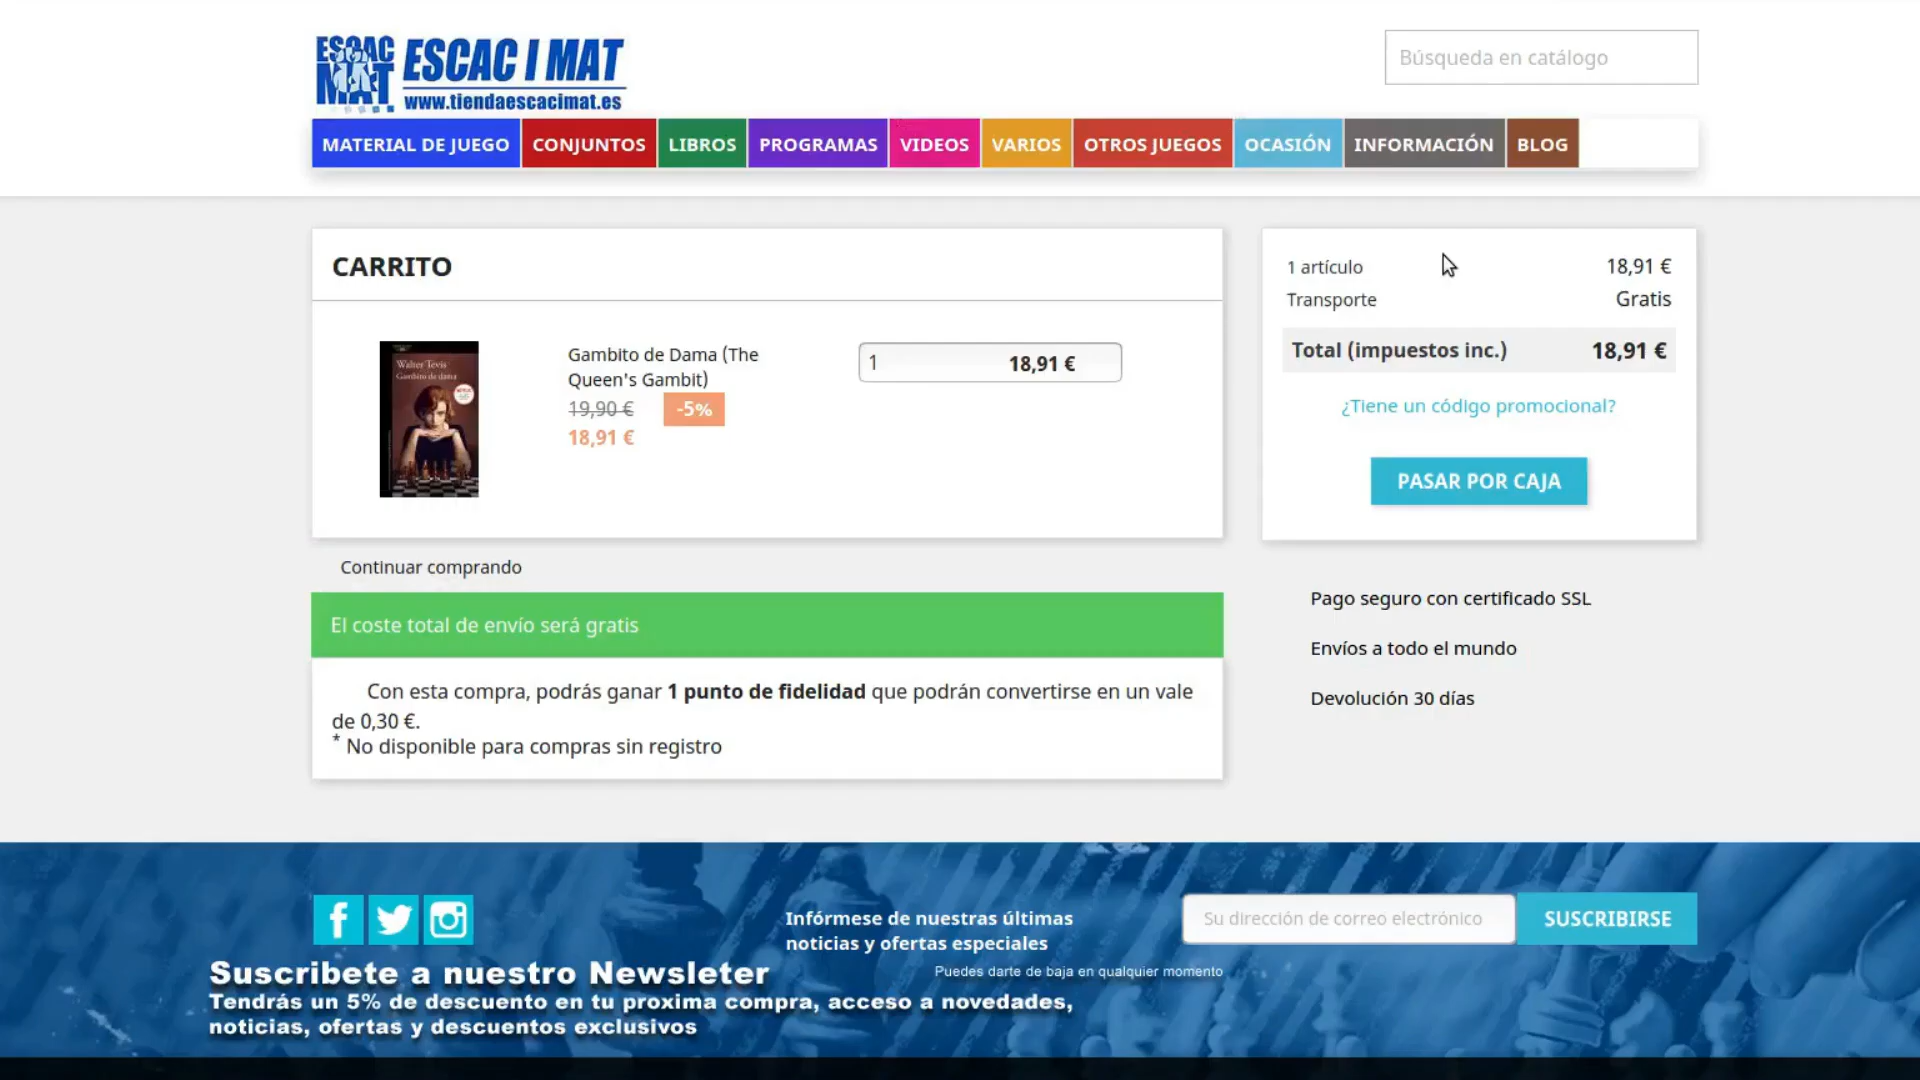 ESCAC
MAT
ESCAC I MAT
www.tiendaescacimat.es
Búsqueda en catálogo
MATERIAL DE JUEGO CONJUNTOS LIBROS PROGRAMAS VIDEOS VARIOS OTROS JUEGOS OCASIÓN INFORMACIÓN BLOG
CARRITO
Walter Tevis
Gambito de dama
Gambito de Dama (The
Queen's Gambit)
19,90 € -5%
18,91 €
1 18,91 €
1 artículo 18,91 €
Transporte Gratis
Total (impuestos inc.) 18,91 €
¿Tiene un código promocional?
PASAR POR CAJA
Continuar comprando
El coste total de envío será gratis
Con esta compra, podrás ganar 1 punto de fidelidad que podrán convertirse en un vale
de 0,30 €.
* No disponible para compras sin registro
Pago seguro con certificado SSL
Envíos a todo el mundo
Devolución 30 días
Infórmese de nuestras últimas
noticias y ofertas especiales
Su dirección de correo electrónico SUSCRIBIRSE
Puedes darte de baja en qualquier momento
Suscribete a nuestro Newsleter
Tendrás un 5% de descuento en tu proxima compra, acceso a novedades,
noticias, ofertas y descuentos exclusivos